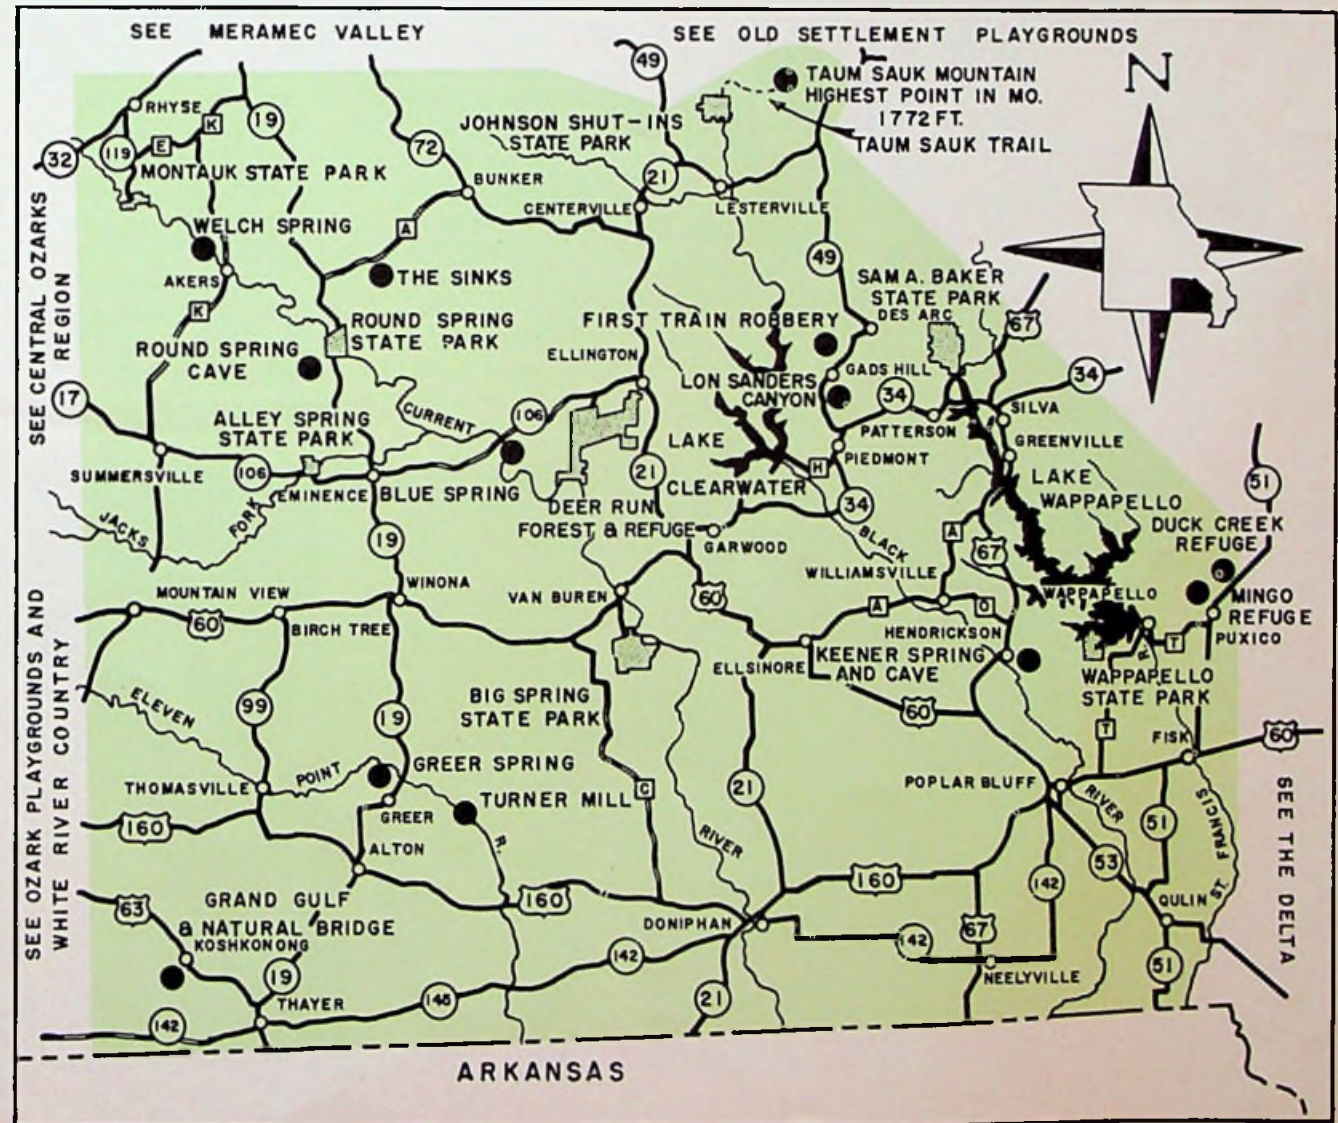 SEE MERAMEC VALLEY
SEE OLD SETTLEMENT PLAYGROUNDS
N
49
TAUM SAUK MOUNTAIN
HIGHEST POINT IN MO.
1772 FT.
TAUM SAUK TRAIL
RHYSE
K
19
32
119
E
MONTAUK STATE PARK
72
JOHNSON SHUT-INS
STATE PARK
21
BUNKER
CENTERVILLE
LESTERVILLE
SEE CENTRAL OZARKS
REGION
WELCH SPRING
A
AKERS
THE SINKS
49
SAM A. BAKER
STATE PARK
DES ARC
67
K
ROUND SPRING
STATE PARK
FIRST TRAIN ROBBERY
ROUND SPRING
CAVE
ELLINGTON
GADS HILL
LON SANDERS
CANYON
34
34
17
CURRENT
106
ALLEY SPRING
STATE PARK
SILVA
PATTERSON
GREENVILLE
LAKE
CLEARWATER
H
PIEDMONT
SUMMERSVILLE
106
EMINENCE
BLUE SPRING
21
34
LAKE
WAPPAPELLO
51
JACKS
FORK
DEER RUN
FOREST & REFUGE
GARWOOD
BLACK
A
67
DUCK CREEK
REFUGE
19
WINONA
MOUNTAIN VIEW
60
BIRCH TREE
VAN BUREN
60
WILLIAMSVILLE
A
O
WAPPAPELLO
MINGO
REFUGE
PUXICO
R.
T
HENDRICKSON
ELLSINORE
KEENER SPRING
AND CAVE
WAPPAPELLO
STATE PARK
SEE OZARK PLAYGROUNDS AND
WHITE RIVER COUNTRY
ELEVEN
99
19
BIG SPRING
STATE PARK
60
T
FISK
60
POINT
GREER SPRING
THOMASVILLE
TURNER MILL
C
21
POPLAR BLUFF
RIVER
160
GREER
R.
RIVER
51
ST. FRANCIS
SEE THE DELTA
ALTON
53
160
160
142
63
GRAND GULF
& NATURAL BRIDGE
KOSHKONONG
DONIPHAN
QULIN
142
67
142
19
NEELYVILLE
51
THAYER
145
21
142
ARKANSAS